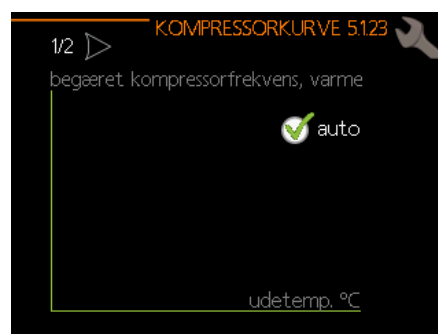 KOMPRESSORKURVE 5.1.23
1/2
begæret kompressorfrekvens, varme
auto
udetemp. °C